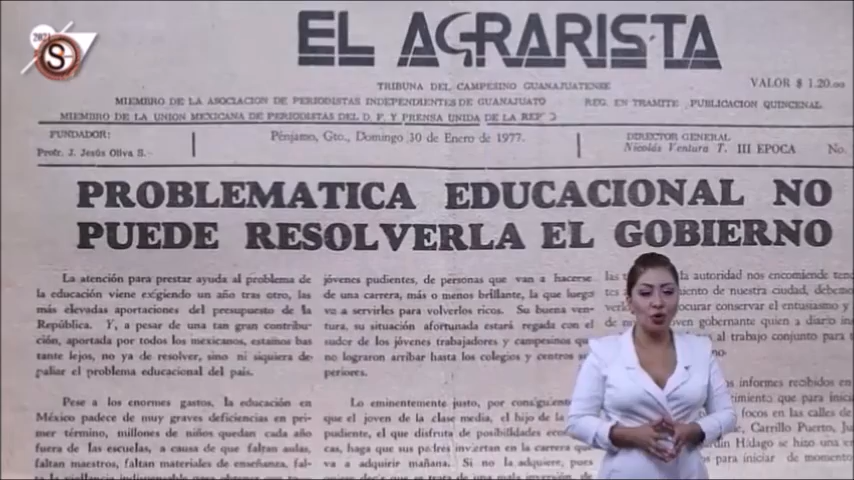 2021
S
EL AGRARISTA
TRIBUNA DEL CAMPESINO GUANAJUATENSE
VALOR $ 1.20.00
MIEMBRO DE LA ASOCIACION DE PERIODISTAS INDEPENDIENTES DE GUANAJUATO
REG. EN TRAMITE, PUBLICACION QUINCENAL
MIEMBRO DE LA UNION MEXICANA DE PERIODISTAS DEL D. F. Y PRENSA UNIDA DE LA REP
FUNDADOR:
Profr. J. Jesús Oliva S.-
Pénjamo, Gto., Domingo 30 de Enero de 1977.
DIRECTOR GENERAL
Nicolás Ventura T. III EPOCA No.
PROBLEMATICA EDUCACIONAL NO
PUEDE RESOLVERLA EL GOBIERNO
La atención para prestar ayuda al problema de
la educación viene exigiendo un año tras otro, las
más elevadas aportaciones del presupuesto de la
República. Y, a pesar de una tan gran contribu-
ción, aportada por todos los mexicanos, estamos bas
tante lejos, no ya de resolver, sino ni siquiera de
paliar el problema educacional del país.
Pese a los enormes gastos, la educación en
México padece de muy graves deficiencias en pri-
mer término, millones de niños quedan cada año
fuera de las escuelas, a causa de que faltan aulas,
faltan maestros, faltan materiales de enseñanza, fal-
jóvenes pudientes, de personas que van a hacerse
de una carrera, más o menos brillante, la que luego
va a servirles para volverlos ricos. Su buena ven-
tura, su situación afortunada estará regada con el
sudor de los jóvenes trabajadores y campesinos que
no lograron arribar hasta los colegios y centros su
periores.
Lo eminentemente justo, por consiguiente
que el joven de la clase media, el hijo de la
pudiente, el que disfruta de posibilidades econ
cas, haga que sus padres inviertan en la carrera que
va a adquirir mañana. Si no la adquiere, pues
la autoridad nos encomiende
de nuestra ciudad, debemo
procurar conservar el entusiasmo y
joven gobernante quien a diario in
al trabajo conjunto para
os informes recibidos en
para inicia
focos en las calles de
Carrillo Puerto, Ju
Hidalgo se hizo una en
para iniciar de momento